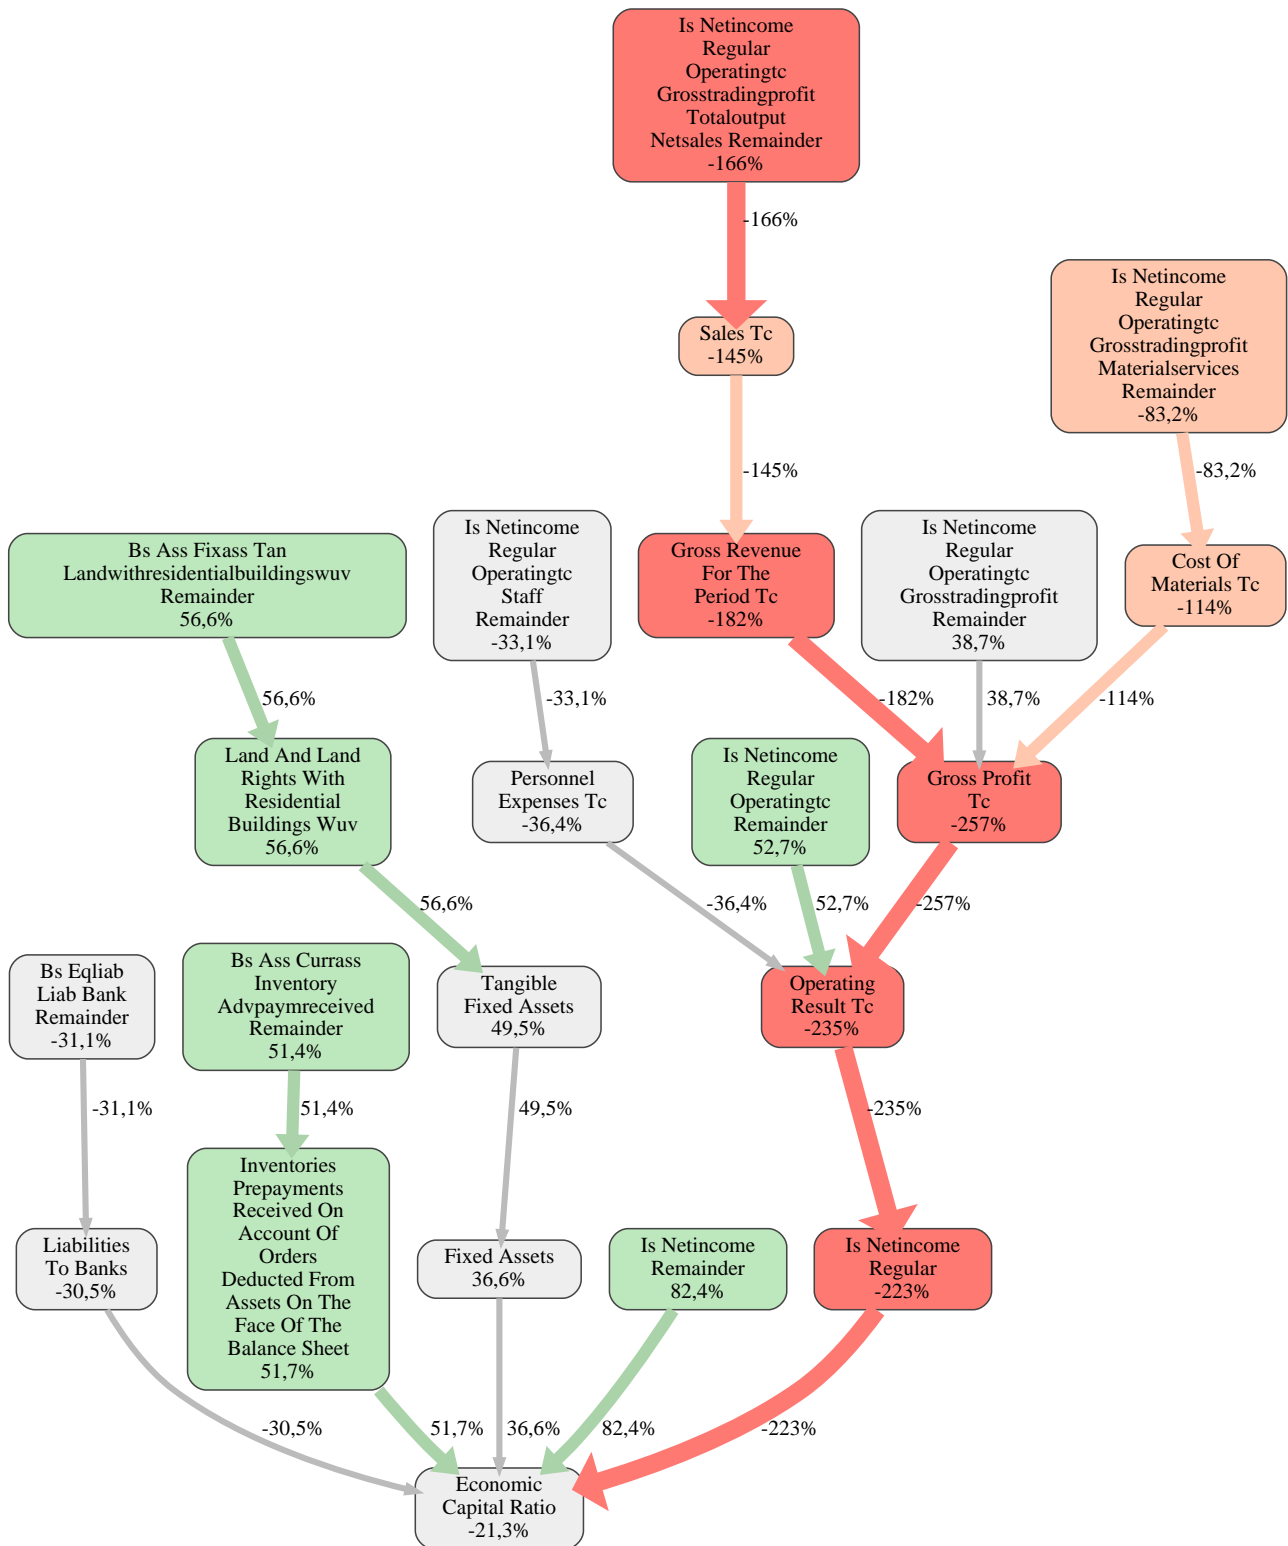 Is Netincome
Regular
Operatingtc
Grosstradingprofit
Totaloutput
Netsales Remainder
-166%
-166%
Is Netincome
Regular
Operatingtc
Grosstradingprofit
Materialservices
Remainder
-83,2%
Sales Tc
-145%
-145%
-83,2%
Bs Ass Fixass Tan
Landwithresidentialbuildingswuv
Remainder
56,6%
Is Netincome
Regular
Operatingtc
Staff
Remainder
-33,1%
Gross Revenue
For The
Period Tc
-182%
Is Netincome
Regular
Operatingtc
Grosstradingprofit
Remainder
38,7%
Cost Of
Materials Tc
-114%
56,6%
-33,1%
-182%
38,7%
-114%
Land And Land
Rights With
Residential
Buildings Wuv
56,6%
Personnel
Expenses Tc
-36,4%
Is Netincome
Regular
Operatingtc
Remainder
52,7%
Gross Profit
Tc
-257%
56,6%
-36,4%
52,7%
-257%
Bs Eqliab
Liab Bank
Remainder
-31,1%
Bs Ass Currass
Inventory
Advpaymreceived
Remainder
51,4%
Tangible
Fixed Assets
49,5%
Operating
Result Tc
-235%
-31,1%
51,4%
49,5%
-235%
Liabilities
To Banks
-30,5%
Inventories
Prepayments
Received On
Account Of
Orders
Deducted From
Assets On The
Face Of The
Balance Sheet
51,7%
Fixed Assets
36,6%
Is Netincome
Remainder
82,4%
Is Netincome
Regular
-223%
-30,5%
51,7%
36,6%
82,4%
-223%
Economic
Capital Ratio
-21,3%